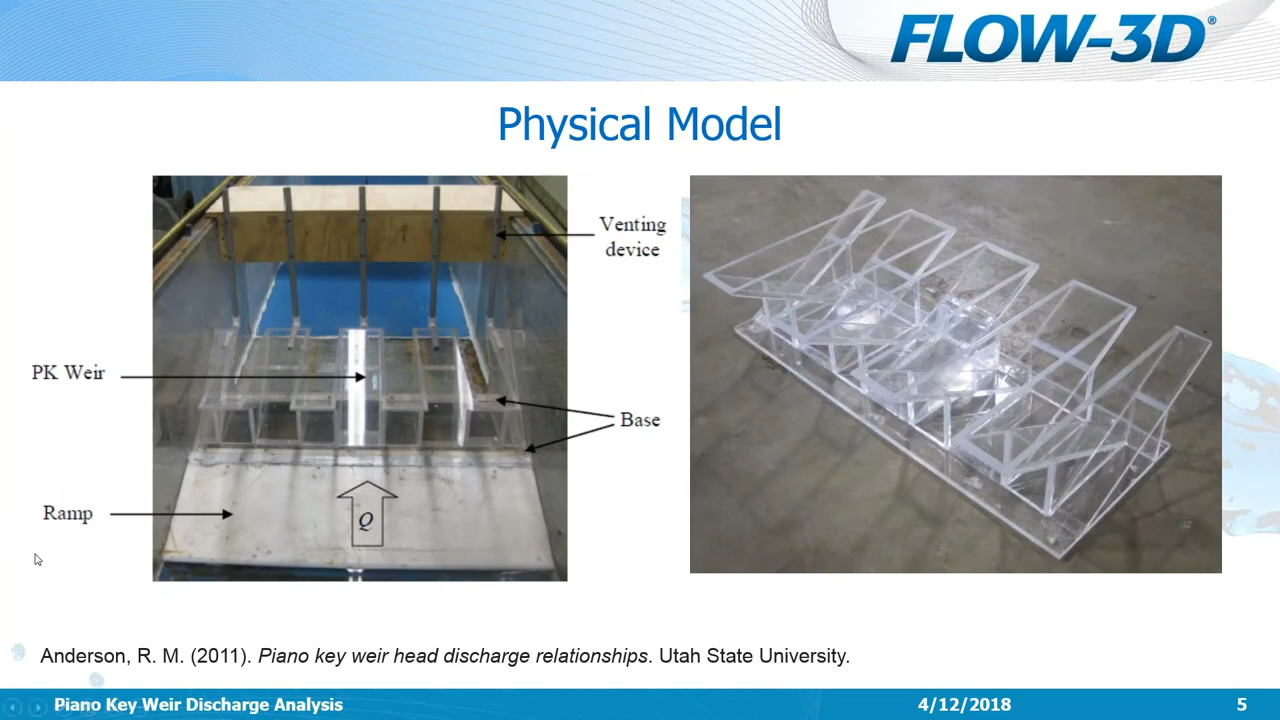 FLOW-3D®
Physical Model
Venting
device
PK Weir
Base
Ramp
Q
Anderson, R. M. (2011). Piano key weir head discharge relationships. Utah State University.
Piano Key Weir Discharge Analysis
4/12/2018
5